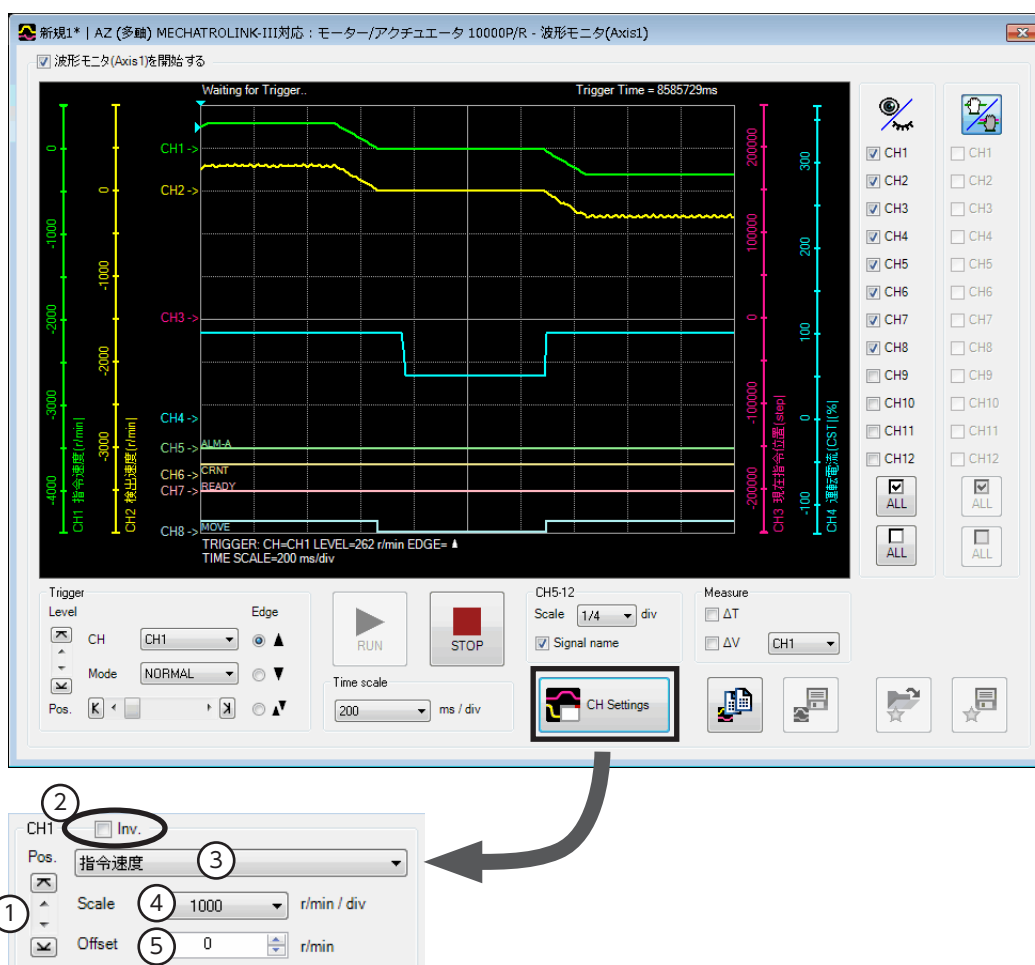 新規1* | AZ (多軸) MECHATROLINK-III対応 : モーター/アクチュエータ 10000P/R - 波形モニタ(Axis1)
波形モニタ(Axis1)を開始する
Waiting for Trigger..
Trigger Time = 8585729ms
0
-1000
-2000
-3000
-4000
CH1 指令速度(r/min)
0
-1000
-2000
-3000
CH2 検出速度(r/min)
CH1 ->
CH2 ->
CH3 ->
CH4 ->
CH5 -> ALM-A
CH6 -> CRNT
CH7 -> READY
CH8 -> MOVE
TRIGGER: CH=CH1 LEVEL=262 r/min EDGE=
TIME SCALE=200 ms/div
200000
100000
0
-100000
-200000
CH3 現在指令位置(step)
300
200
100
0
-100
CH4 運転電流(CST)(%)
CH1 CH1
CH2 CH2
CH3 CH3
CH4 CH4
CH5 CH5
CH6 CH6
CH7 CH7
CH8 CH8
CH9 CH9
CH10 CH10
CH11 CH11
CH12 CH12
ALL ALL
ALL ALL
Trigger
Level Edge
CH CH1
Mode NORMAL
Pos.
RUN
STOP
Time scale
200 ms / div
CH5-12
Scale 1/4 div
Signal name
CH Settings
Measure
ΔT
ΔV CH1
2
CH1 Inv.
Pos. 指令速度 3
1
Scale 4 1000 r/min / div
Offset 5 0 r/min